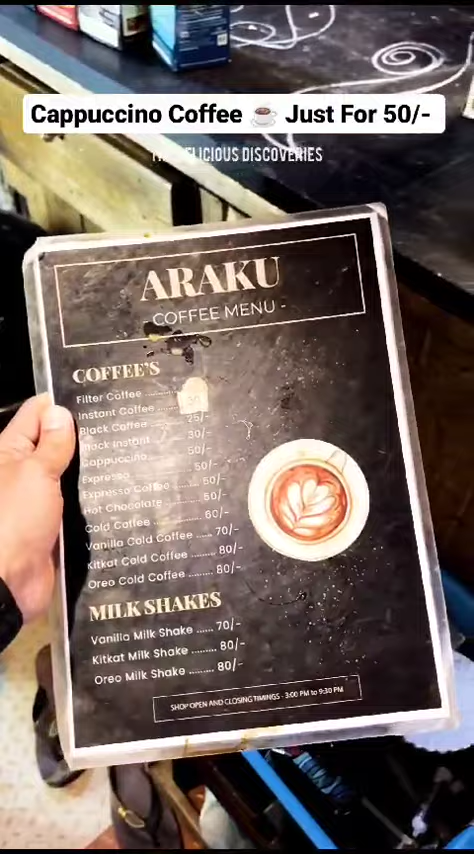 Cappuccino Coffee ☕ Just For 50/-
DELICIOUS DISCOVERIES
ARAKU
- COFFEE MENU -
COFFEE'S
Filter Coffee
Instant Coffee
Black Coffee ........ 25/-
Black Instant ........ 30/-
Cappuccino ........ 50/-
Expresso ........ 50/-
Expresso Coffee ... 50/-
Hot Chocolate ........ 50/-
Cold Coffee ........ 60/-
Vanilla Cold Coffee ..... 70/-
Kitkat Cold Coffee ........ 80/-
Oreo Cold Coffee ......... 80/-
MILK SHAKES
Vanilla Milk Shake ...... 70/-
Kitkat Milk Shake ......... 80/-
Oreo Milk Shake ......... 80/-
SHOP OPEN AND CLOSING TIMINGS - 3:00 PM to 9:30 PM